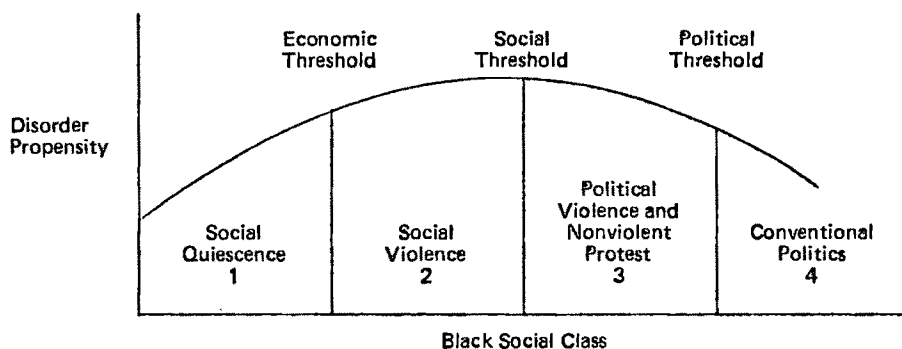 Economic
Threshold
Social
Threshold
Political
Threshold
Disorder
Propensity
Social
Quiescence
1
Social
Violence
2
Political
Violence and
Nonviolent
Protest
3
Conventional
Politics
4
Black Social Class